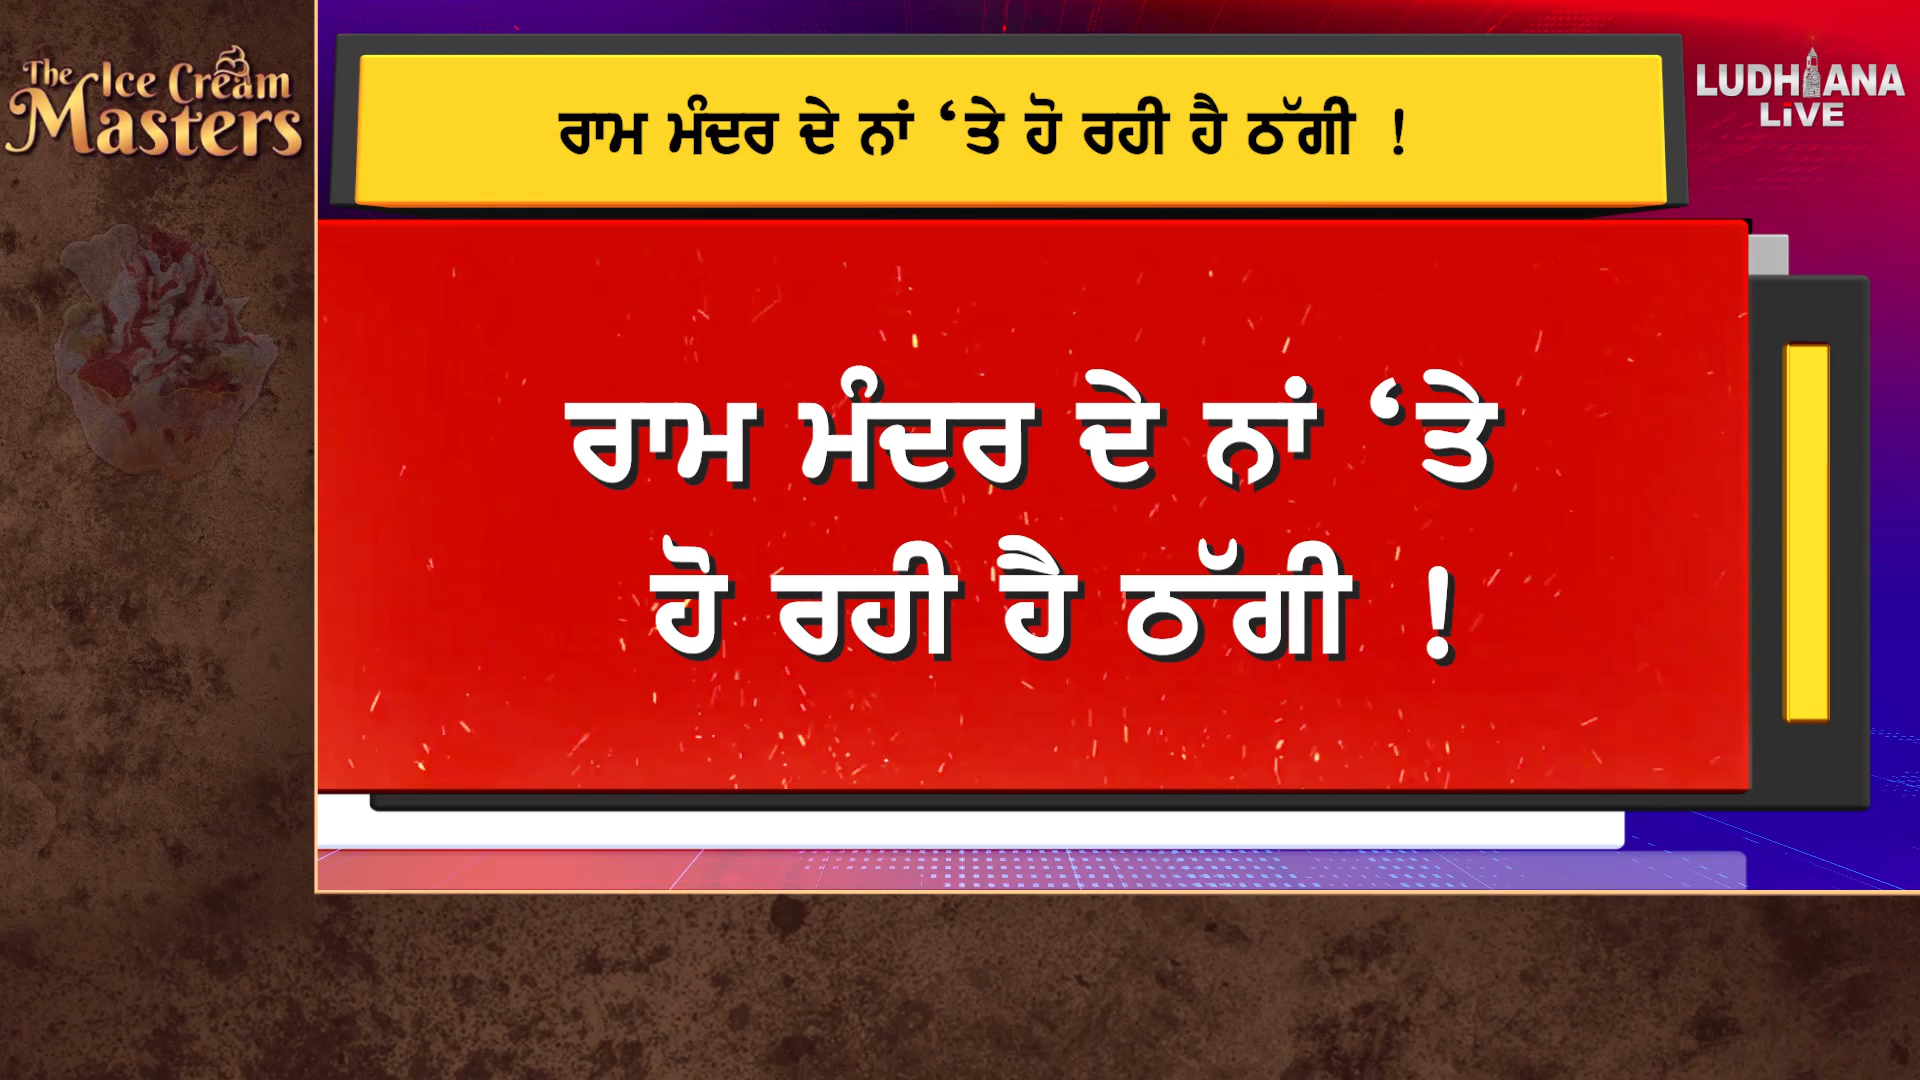 The Ice Cream
Masters
ਰਾਮ ਮੰਦਰ ਦੇ ਨਾਂ ‘ਤੇ ਹੋ ਰਹੀ ਹੈ ਠੱਗੀ !
LUDHIANA
LiVE
ਰਾਮ ਮੰਦਰ ਦੇ ਨਾਂ ‘ਤੇ
ਹੋ ਰਹੀ ਹੈ ਠੱਗੀ !